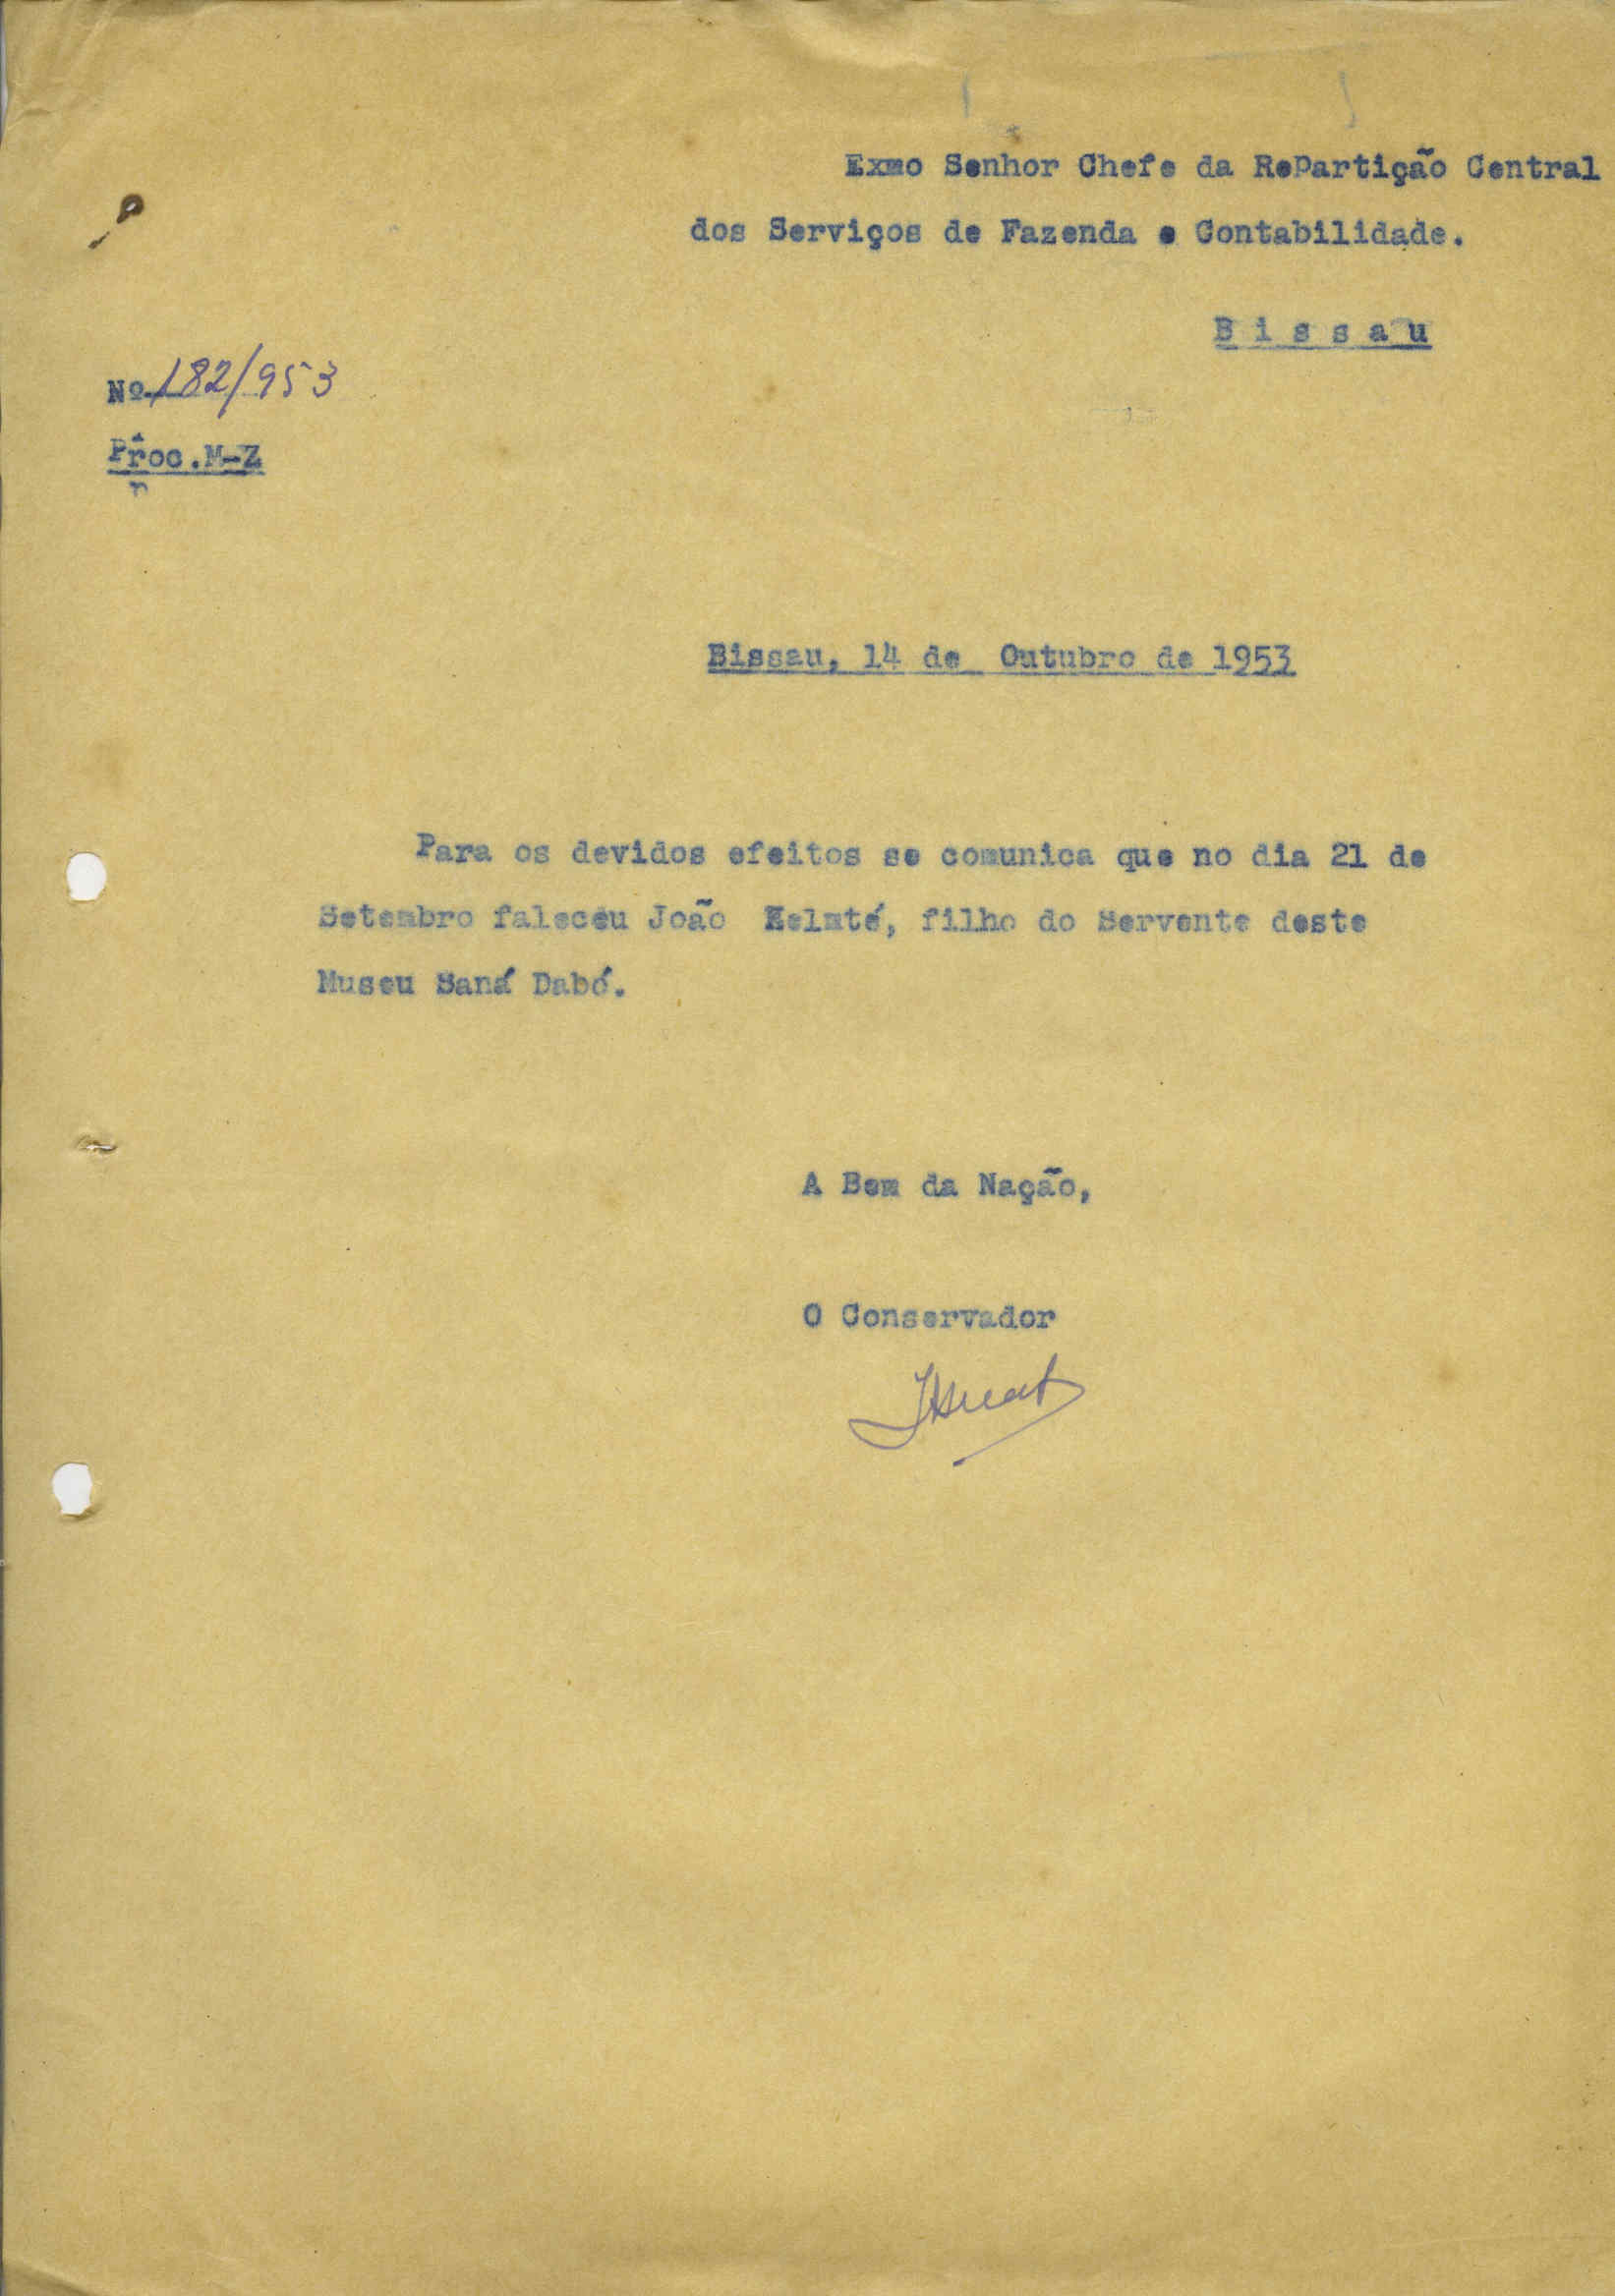 Exmo Senhor Chefe da RePartição Central
dos Serviços de Fazenda e Contabilidade.
Bissau
Nº 182/953
Proc.M-Z
Bissau, 14 de Outubro de 1953
Para os devidos efeitos se comunica que no dia 21 de
Setembro faleceu João , filho do Servente deste
Museu Saná Dabó.
A Bem da Nação,
O Conservador